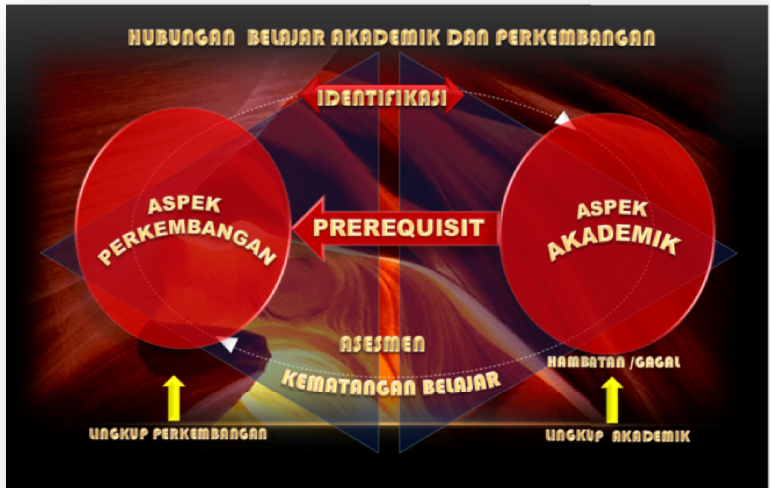 HUBUNGAN BELAJAR AKADEMIK DAN PERKEMBANGAN
IDENTIFIKASI
ASPEK
PERKEMBANGAN
PREREQUISIT
ASPEK
AKADEMIK
ASESMEN
KEMATANGAN BELAJAR
HAMBATAN /GAGAL
LINGKUP PERKEMBANGAN
LINGKUP AKADEMIK